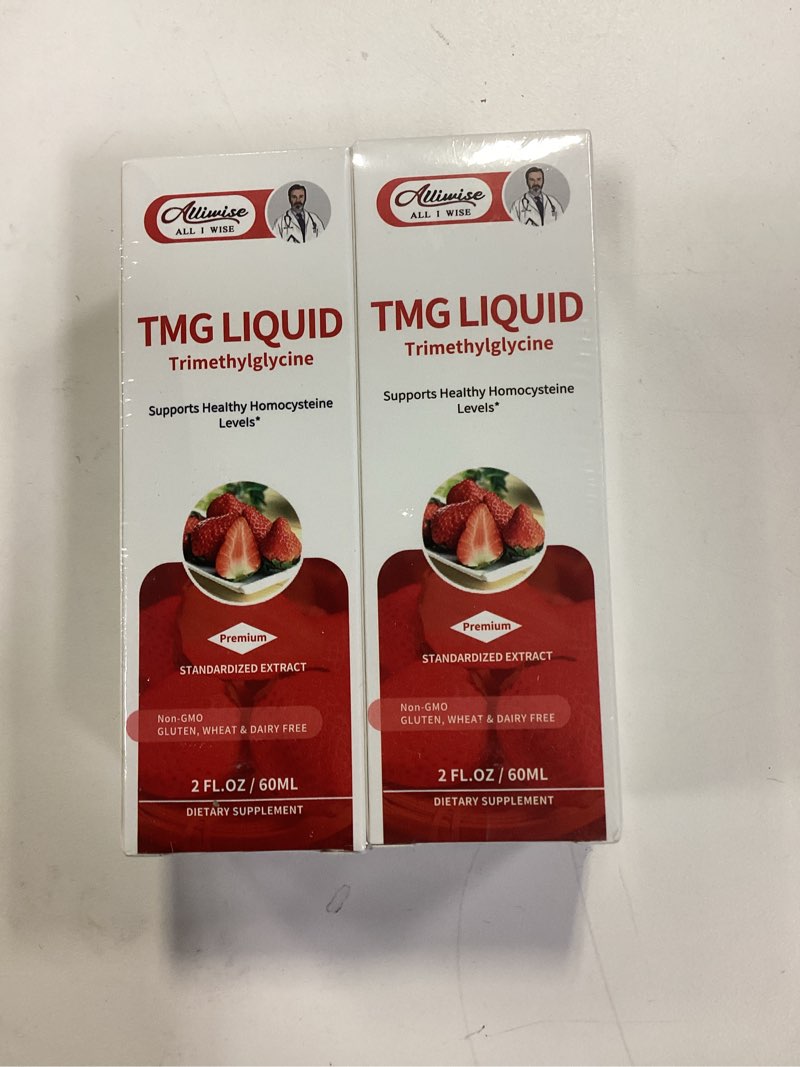 Alliwise
ALL I WISE
TMG LIQUID
Trimethylglycine
Supports Healthy Homocysteine
Levels*
Premium
STANDARDIZED EXTRACT
Non-GMO
GLUTEN, WHEAT & DAIRY FREE
2 FL.OZ / 60ML
DIETARY SUPPLEMENT
Alliwise
ALL I WISE
TMG LIQUID
Trimethylglycine
Supports Healthy Homocysteine
Levels*
Premium
STANDARDIZED EXTRACT
Non-GMO
GLUTEN, WHEAT & DAIRY FREE
2 FL.OZ / 60ML
DIETARY SUPPLEMENT